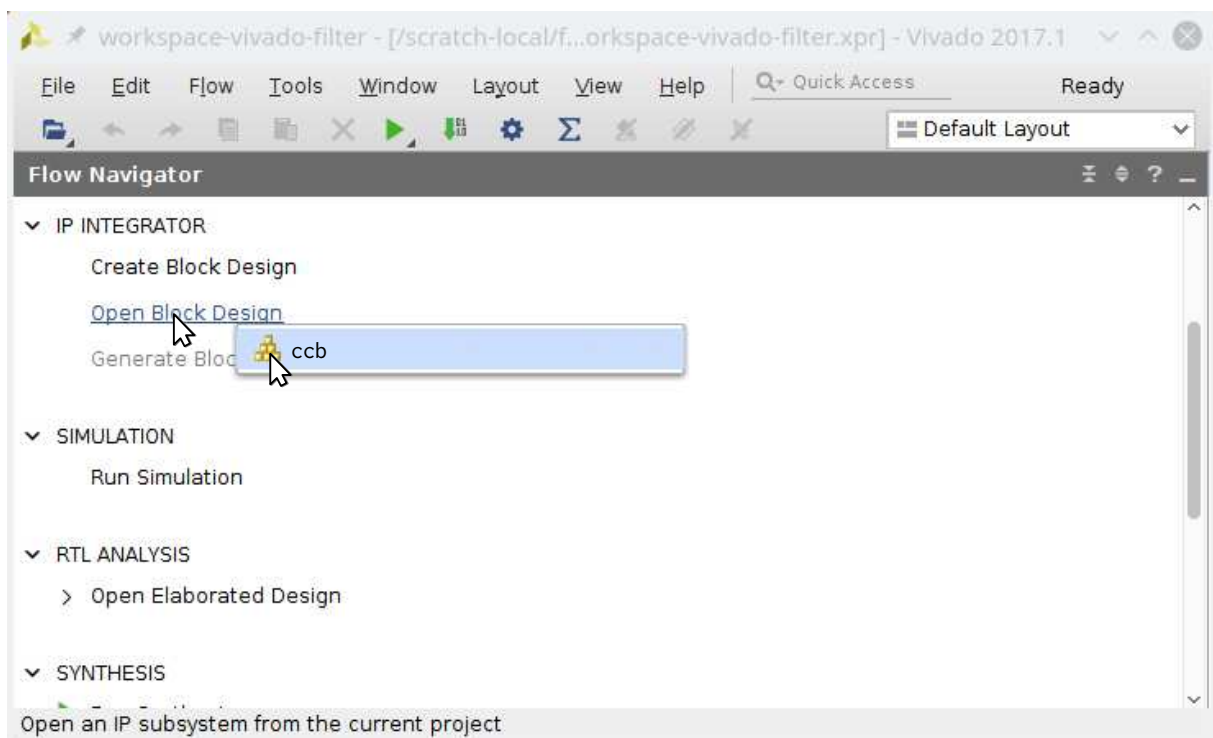 workspace-vivado-filter - [/scratch-local/f...orkspace-vivado-filter.xpr] - Vivado 2017.1
File Edit Flow Tools Window Layout View Help Quick Access Ready
Default Layout
Flow Navigator ?
IP INTEGRATOR
Create Block Design
Open Block Design
ccb
Generate Bloc
SIMULATION
Run Simulation
RTL ANALYSIS
Open Elaborated Design
SYNTHESIS
Open an IP subsystem from the current project